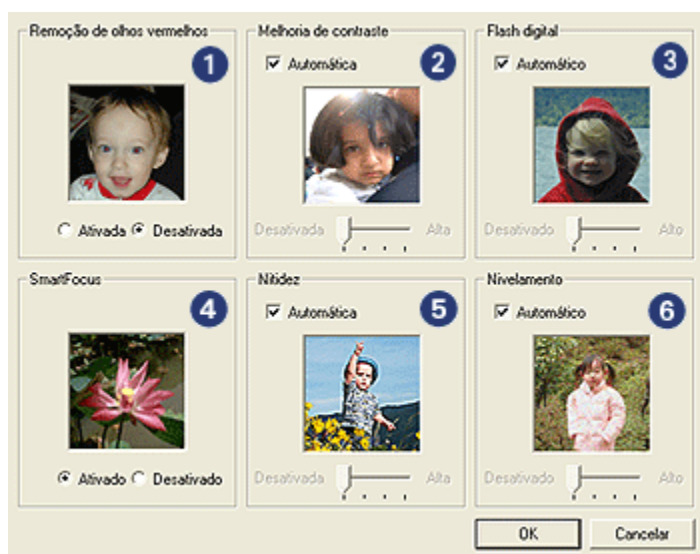 Remoção de olhos vermelhos
1
Ativada Desativada
Melhoria de contraste
Automática
2
Desativada Alta
Flash digital
Automático
3
Desativado Alto
SmartFocus
4
Ativado Desativado
Nitidez
Automática
5
Desativada Alta
Nivelamento
Automático
6
Desativado Alto
OK Cancelar